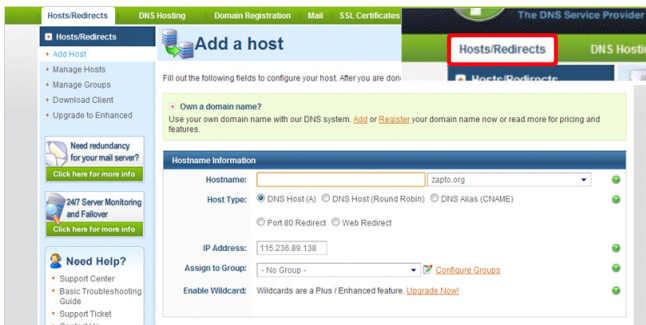 Hosts/Redirects DNS Hosting Domain Registration Mail SSL Certificates
The DNS Service Provider
Hosts/Redirects DNS Hosti
Hosts/Redirects
Hosts/Redirects
Add Host
Manage Hosts
Manage Groups
Download Client
Upgrade to Enhanced
Need redundancy
for your mail server?
Click here for more info
24/7 Server Monitoring
and Failover
Click here for more info
Need Help?
Support Center
Basic Troubleshooting
Guide
Support Ticket
Add a host
Fill out the following fields to configure your host. After you are don
Own a domain name?
Use your own domain name with our DNS system. Add or Register your domain name now or read more for pricing and
features.
Hostname Information
Hostname: zapto.org
Host Type: DNS Host (A) DNS Host (Round Robin) DNS Alias (CNAME)
Port 80 Redirect Web Redirect
IP Address: 115.236.89.138
Assign to Group: - No Group - Configure Groups
Enable Wildcard: Wildcards are a Plus / Enhanced feature. Upgrade Now!